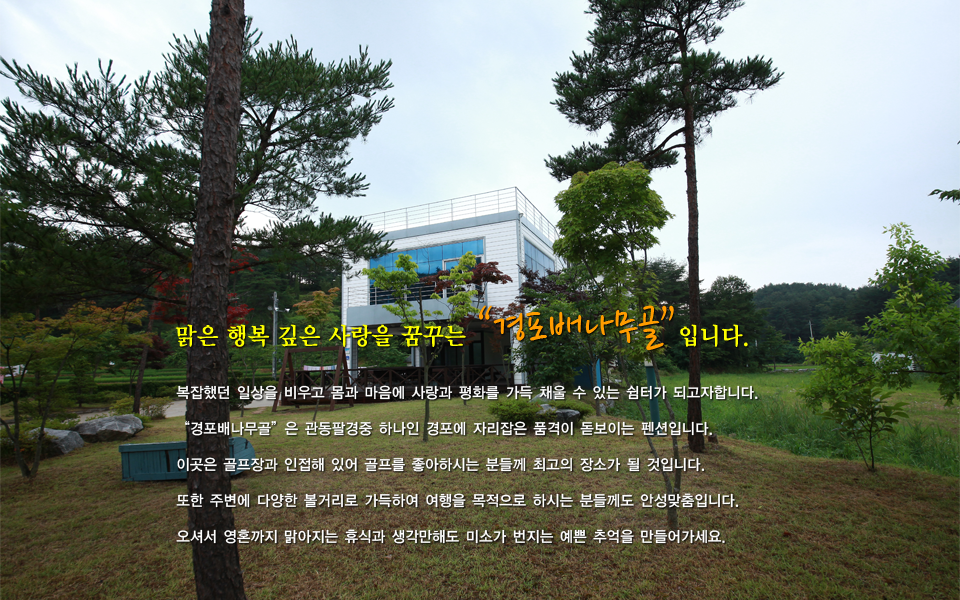 맑은 행복 깊은 사랑을 꿈꾸는 “경포배나무골” 입니다.
복잡했던 일상을 비우고 몸과 마음에 사랑과 평화를 가득 채울 수 있는 쉼터가 되고자합니다.
“경포배나무골” 은 관동팔경중 하나인 경포에 자리잡은 품격이 돋보이는 펜션입니다.
이곳은 골프장과 인접해 있어 골프를 좋아하시는 분들께 최고의 장소가 될 것입니다.
또한 주변에 다양한 볼거리로 가득하여 여행을 목적으로 하시는 분들께도 안성맞춤입니다.
오셔서 영혼까지 맑아지는 휴식과 생각만해도 미소가 번지는 예쁜 추억을 만들어가세요.